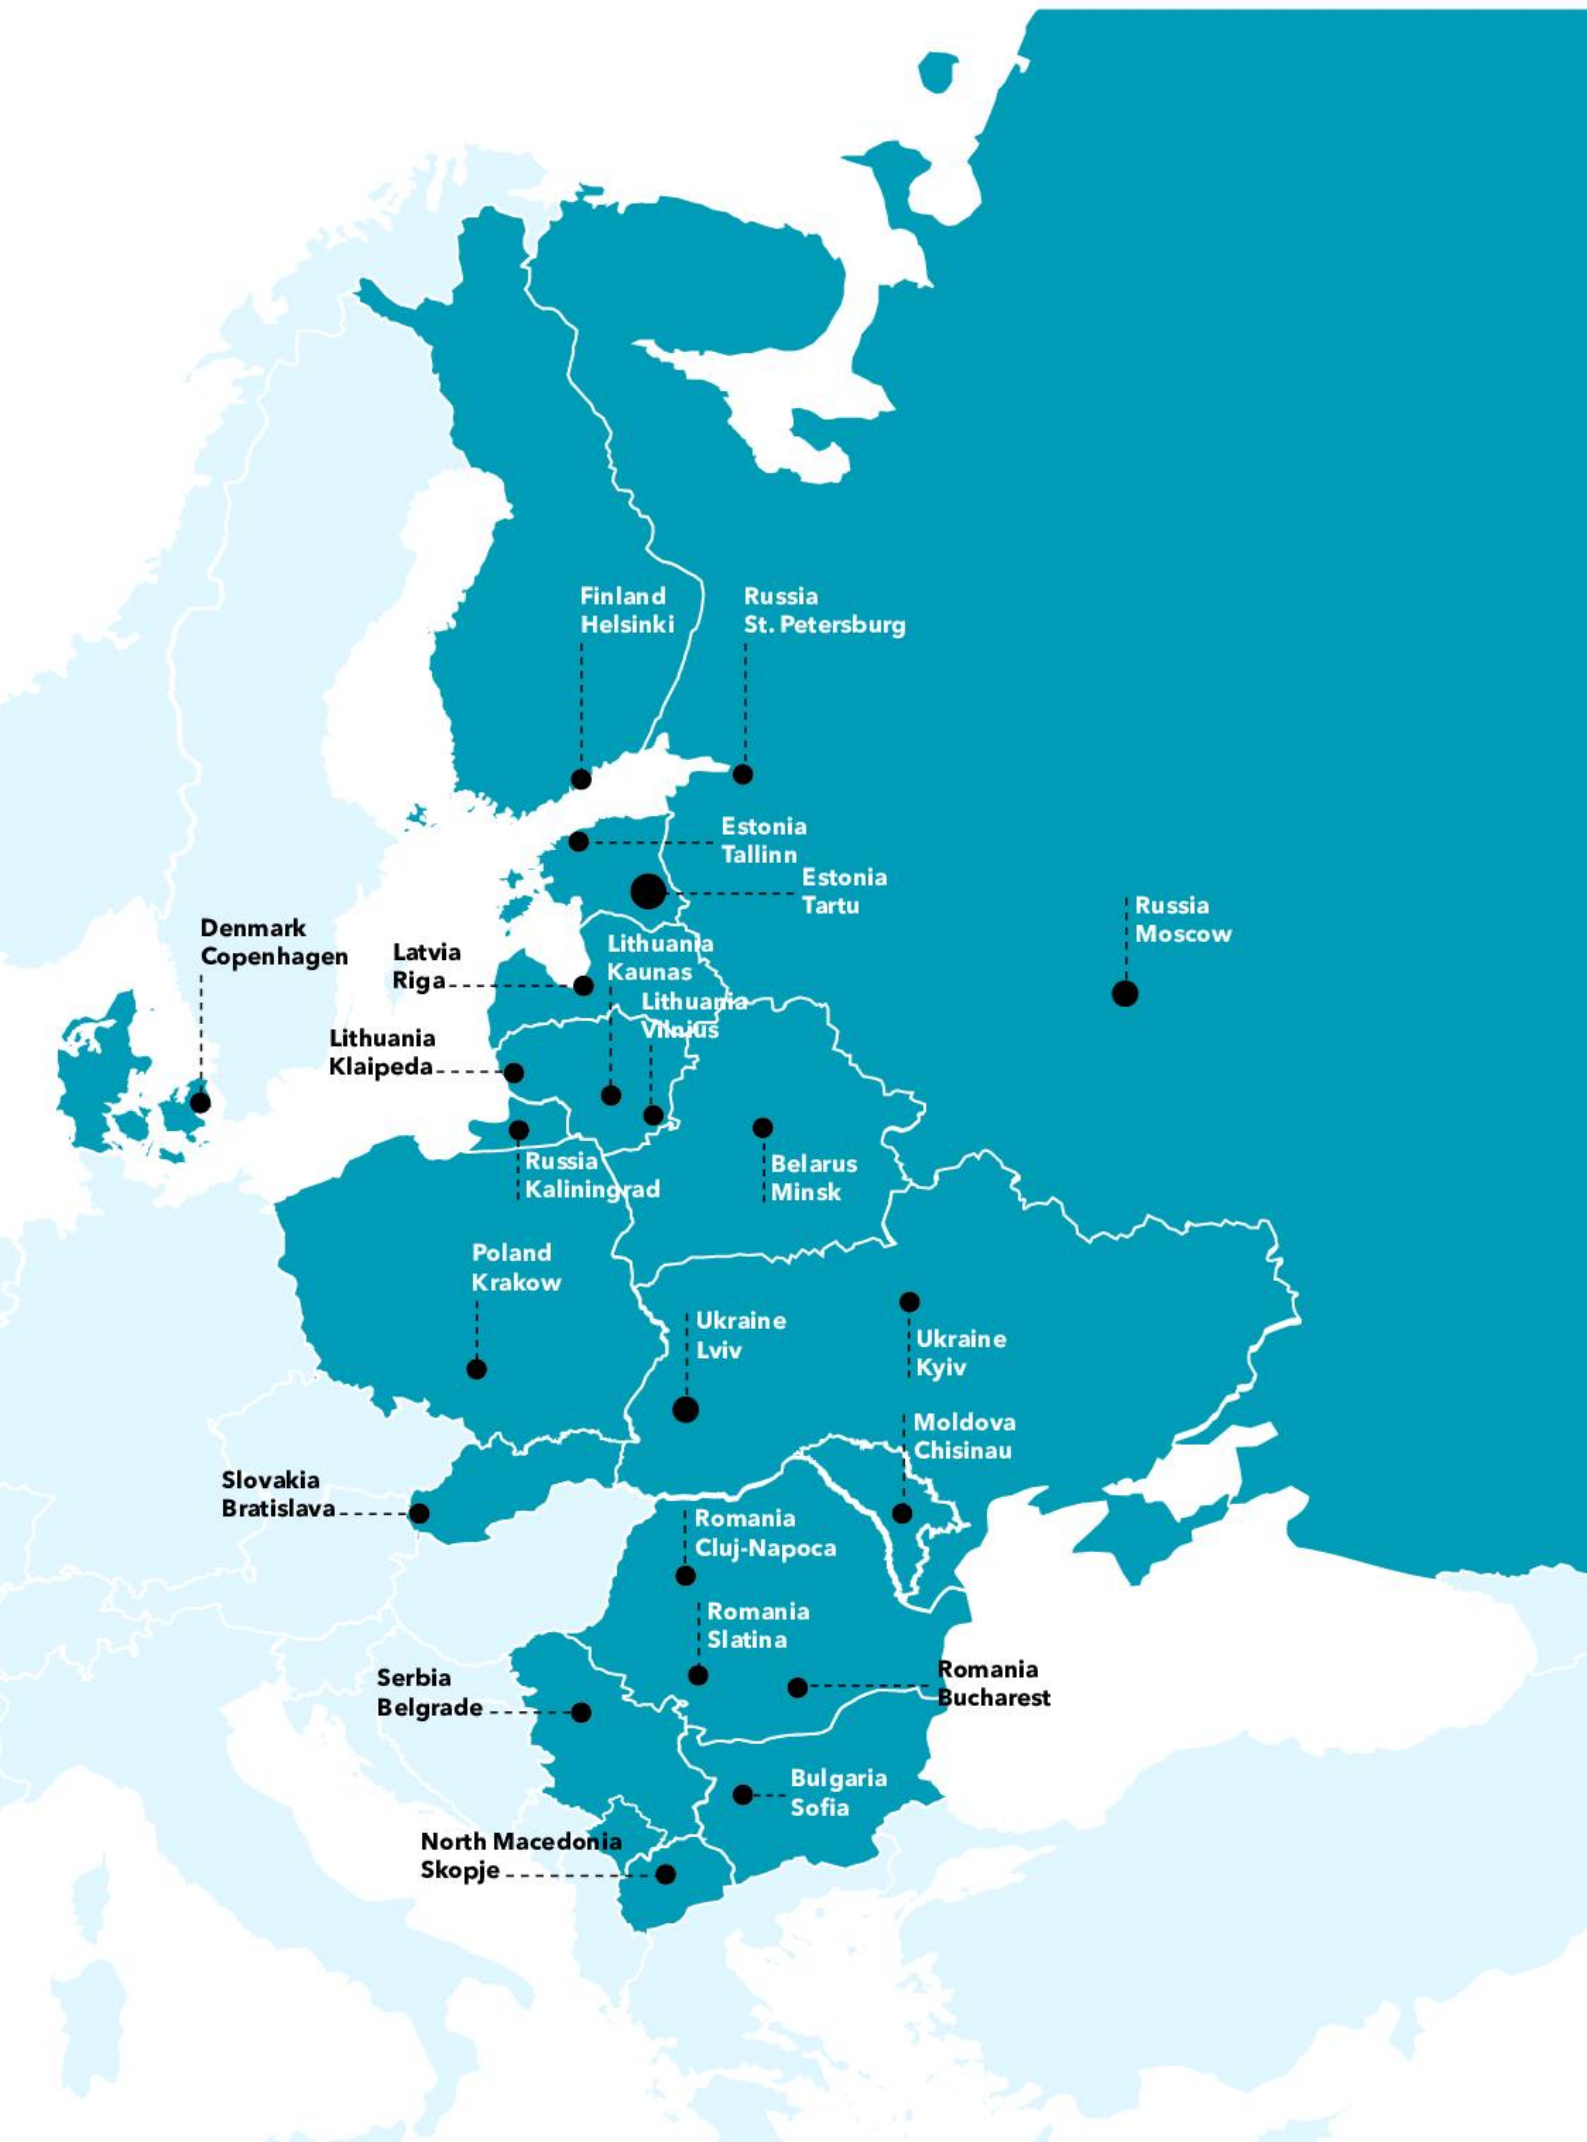 Finland
Helsinki
Russia
St. Petersburg
Estonia
Tallinn
Estonia
Tartu
Russia
Moscow
Denmark
Copenhagen
Latvia
Riga
Lithuania
Kaunas
Lithuania
Vilnius
Lithuania
Klaipeda
Russia
Kaliningrad
Belarus
Minsk
Poland
Krakow
Ukraine
Lviv
Ukraine
Kyiv
Moldova
Chisinau
Slovakia
Bratislava
Romania
Cluj-Napoca
Romania
Slatina
Romania
Bucharest
Serbia
Belgrade
Bulgaria
Sofia
North Macedonia
Skopje